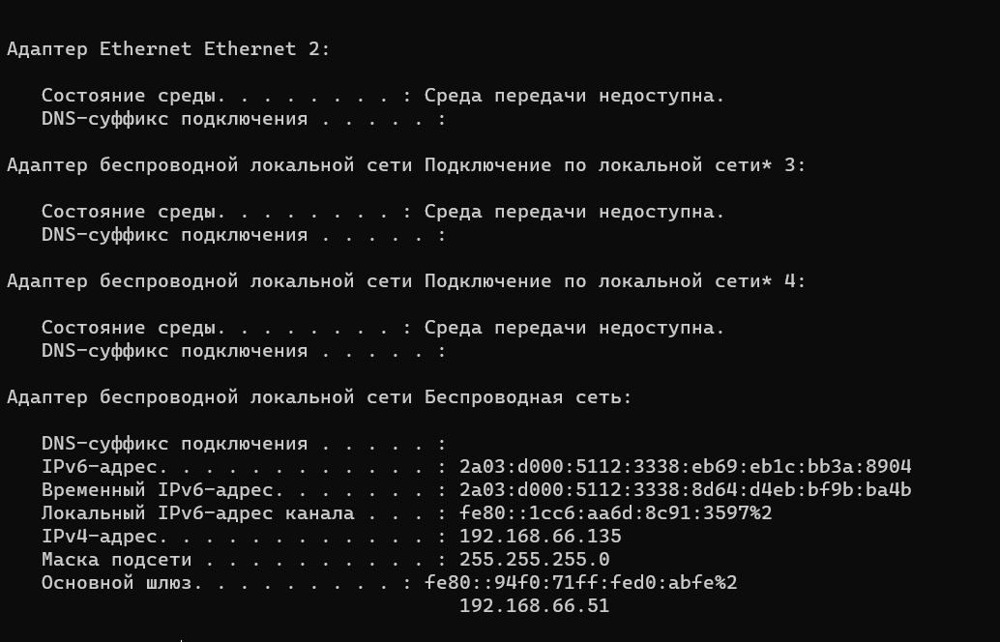 Адаптер Ethernet Ethernet 2:
Состояние среды. . . . . . . . : Среда передачи недоступна.
DNS-суффикс подключения . . . . . :
Адаптер беспроводной локальной сети Подключение по локальной сети* 3:
Состояние среды. . . . . . . . : Среда передачи недоступна.
DNS-суффикс подключения . . . . . :
Адаптер беспроводной локальной сети Подключение по локальной сети* 4:
Состояние среды. . . . . . . . : Среда передачи недоступна.
DNS-суффикс подключения . . . . . :
Адаптер беспроводной локальной сети Беспроводная сеть:
DNS-суффикс подключения . . . . . :
IPv6-адрес. . . . . . . . . . . . : 2a03:d000:5112:3338:eb69:eb1c:bb3a:8904
Временный IPv6-адрес. . . . . . . : 2a03:d000:5112:3338:8d64:d4eb:bf9b:ba4b
Локальный IPv6-адрес канала . . . : fe80::1cc6:aa6d:8c91:3597%2
IPv4-адрес. . . . . . . . . . . . : 192.168.66.135
Маска подсети . . . . . . . . . . : 255.255.255.0
Основной шлюз. . . . . . . . . : fe80::94f0:71ff:fed0:abfe%2
192.168.66.51